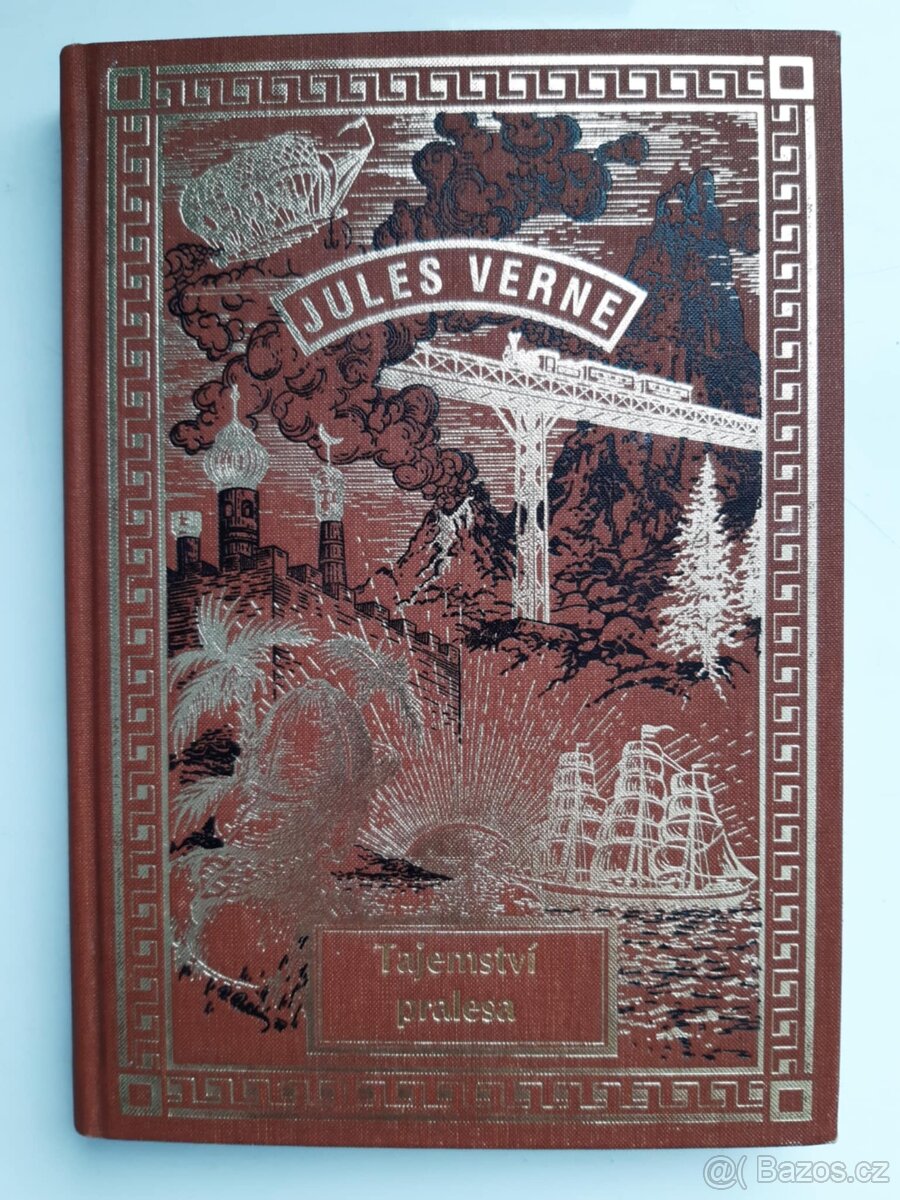 JULES VERNE
Tajemství
pralesa
@( Bazos.cz